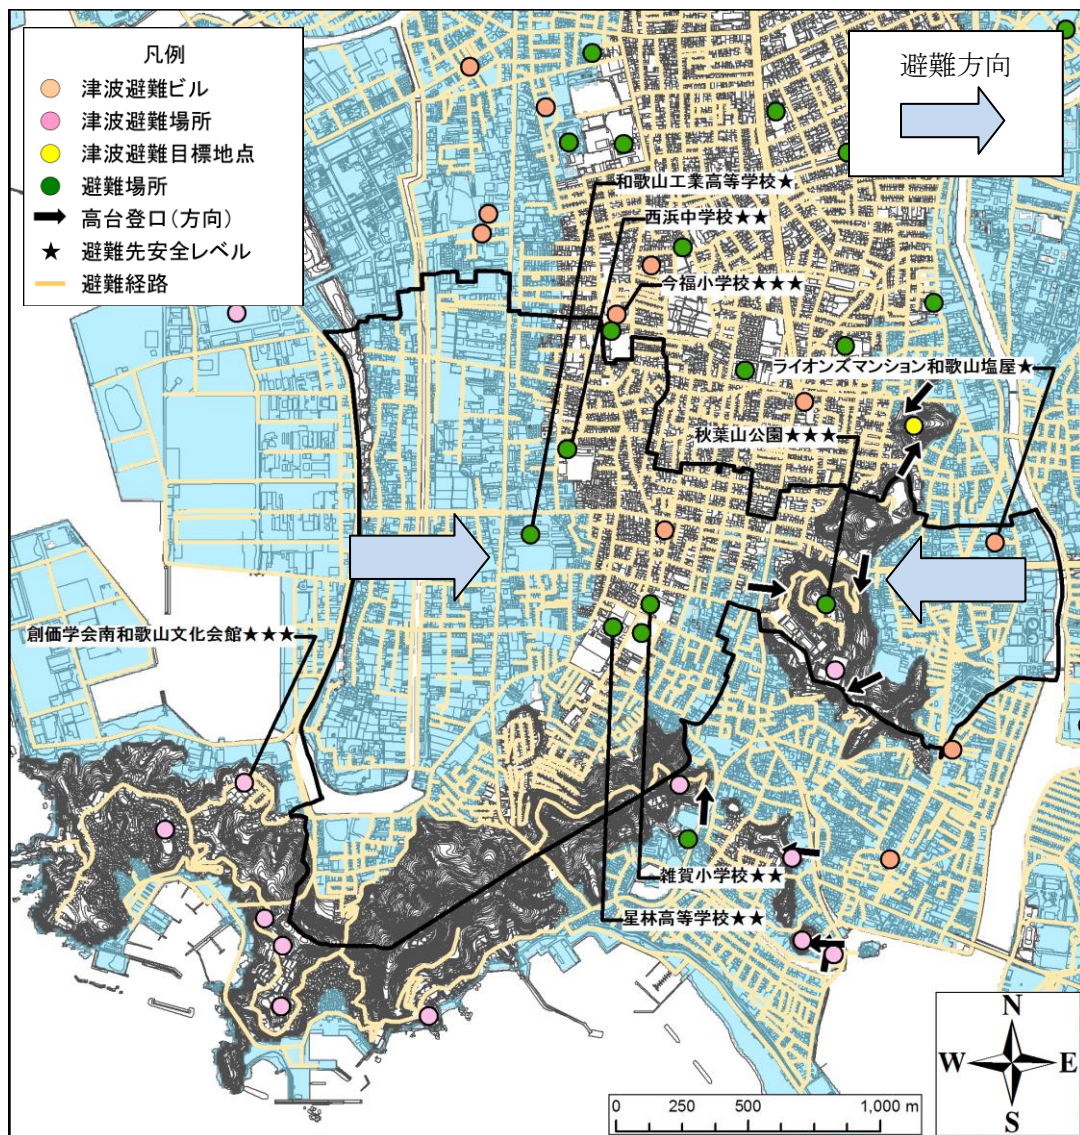 凡例
津波避難ビル
津波避難場所
津波避難目標地点
避難場所
高台登口(方向)
★ 避難先安全レベル
避難経路
避難方向
和歌山工業高等学校★
西浜中学校★★
今福小学校★★★
ライオンズマンション和歌山塩屋★
秋葉山公園★★★
創価学会南和歌山文化会館★★★
雑賀小学校★★
星林高等学校★★
N
W E
S
0 250 500 1,000 m